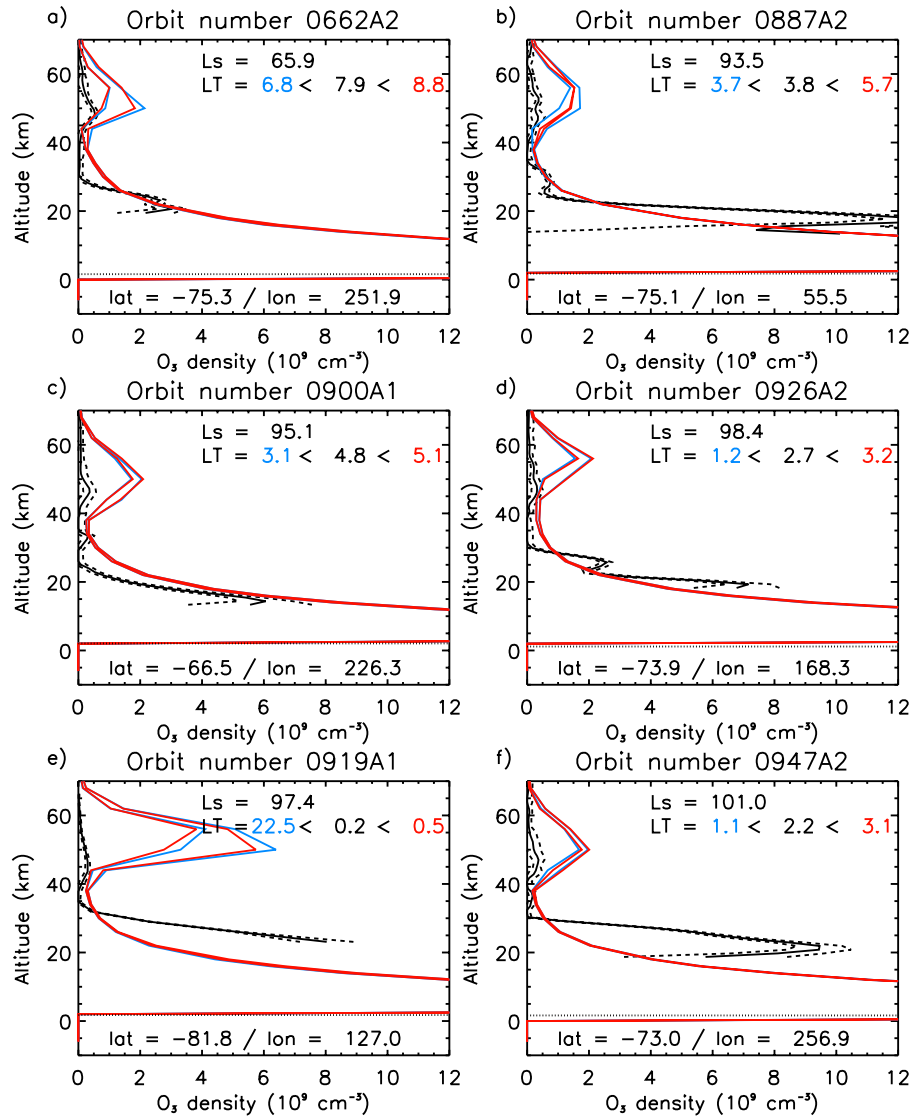 a) Orbit number 0662A2
Ls = 65.9
LT = 6.8 < 7.9 < 8.8
60
40
20
0
Altitude (km)
lat = −75.3 / lon = 251.9
0 2 4 6 8 10 12
O₃ density (10⁹ cm⁻³)
b) Orbit number 0887A2
Ls = 93.5
LT = 3.7 < 3.8 < 5.7
60
40
20
0
Altitude (km)
lat = −75.1 / lon = 55.5
0 2 4 6 8 10 12
O₃ density (10⁹ cm⁻³)
c) Orbit number 0900A1
Ls = 95.1
LT = 3.1 < 4.8 < 5.1
60
40
20
0
Altitude (km)
lat = −66.5 / lon = 226.3
0 2 4 6 8 10 12
O₃ density (10⁹ cm⁻³)
d) Orbit number 0926A2
Ls = 98.4
LT = 1.2 < 2.7 < 3.2
60
40
20
0
Altitude (km)
lat = −73.9 / lon = 168.3
0 2 4 6 8 10 12
O₃ density (10⁹ cm⁻³)
e) Orbit number 0919A1
Ls = 97.4
LT = 22.5 < 0.2 < 0.5
60
40
20
0
Altitude (km)
lat = −81.8 / lon = 127.0
0 2 4 6 8 10 12
O₃ density (10⁹ cm⁻³)
f) Orbit number 0947A2
Ls = 101.0
LT = 1.1 < 2.2 < 3.1
60
40
20
0
Altitude (km)
lat = −73.0 / lon = 256.9
0 2 4 6 8 10 12
O₃ density (10⁹ cm⁻³)